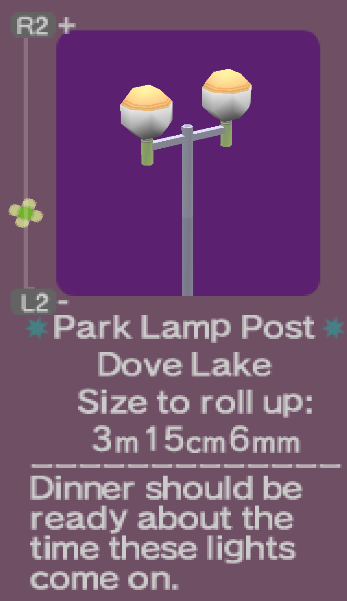 R2 +
L2 -
Park Lamp Post
Dove Lake
Size to roll up:
3m15cm6mm
Dinner should be
ready about the
time these lights
come on.